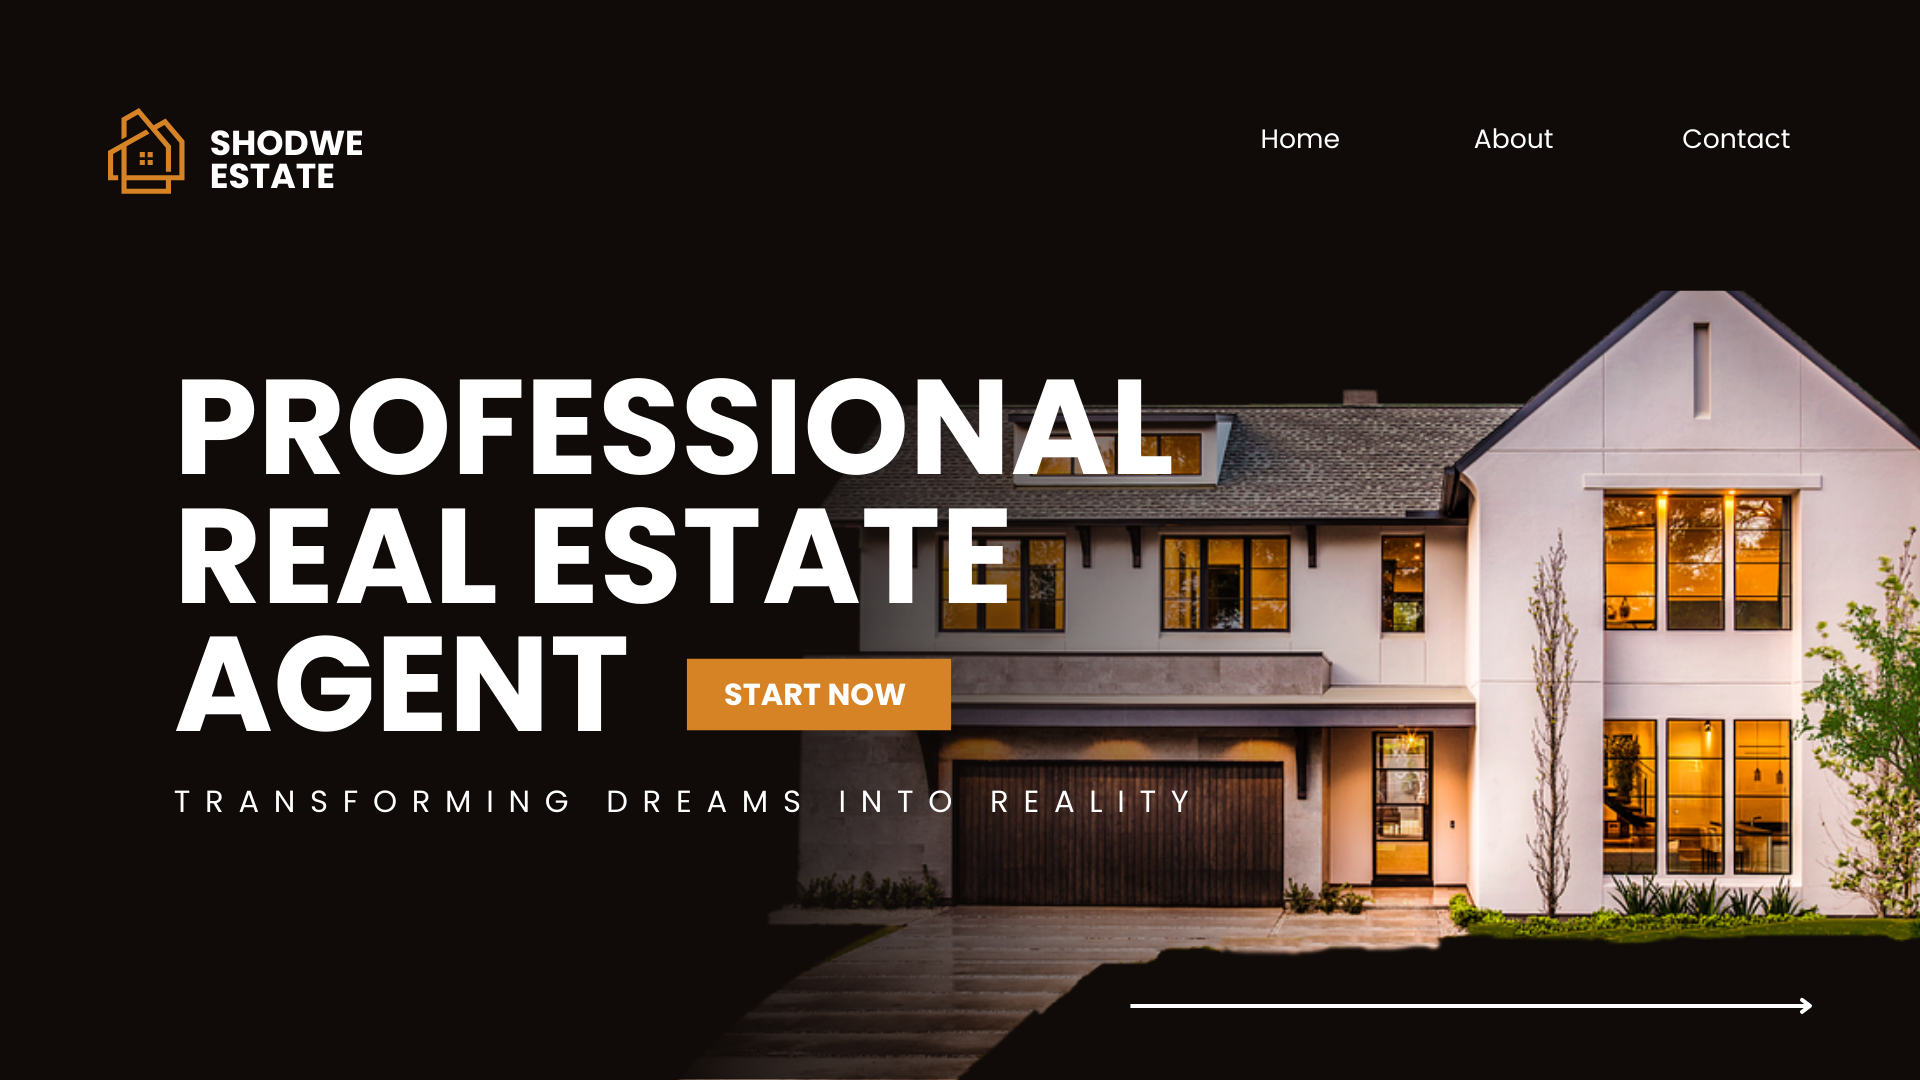 SHODWE
ESTATE
Home About Contact
PROFESSIONAL
REAL ESTATE
AGENT
START NOW
TRANSFORMING DREAMS INTO REALITY